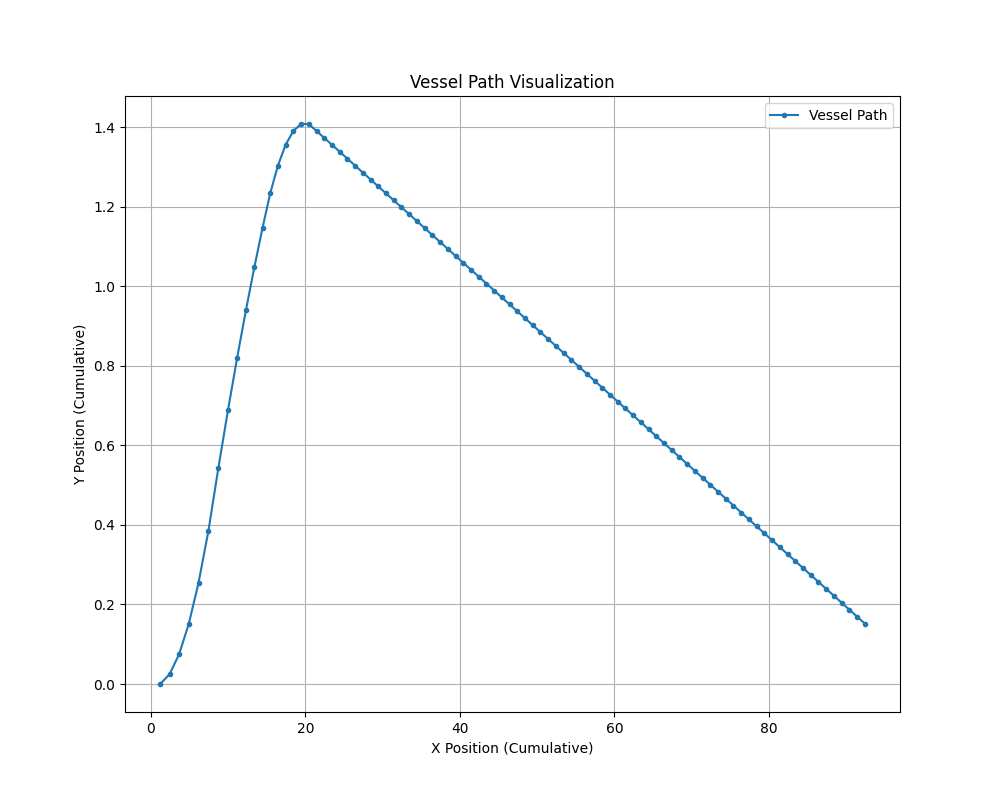 Vessel Path Visualization
Vessel Path
Y Position (Cumulative)
1.4
1.2
1.0
0.8
0.6
0.4
0.2
0.0
0 20 40 60 80
X Position (Cumulative)